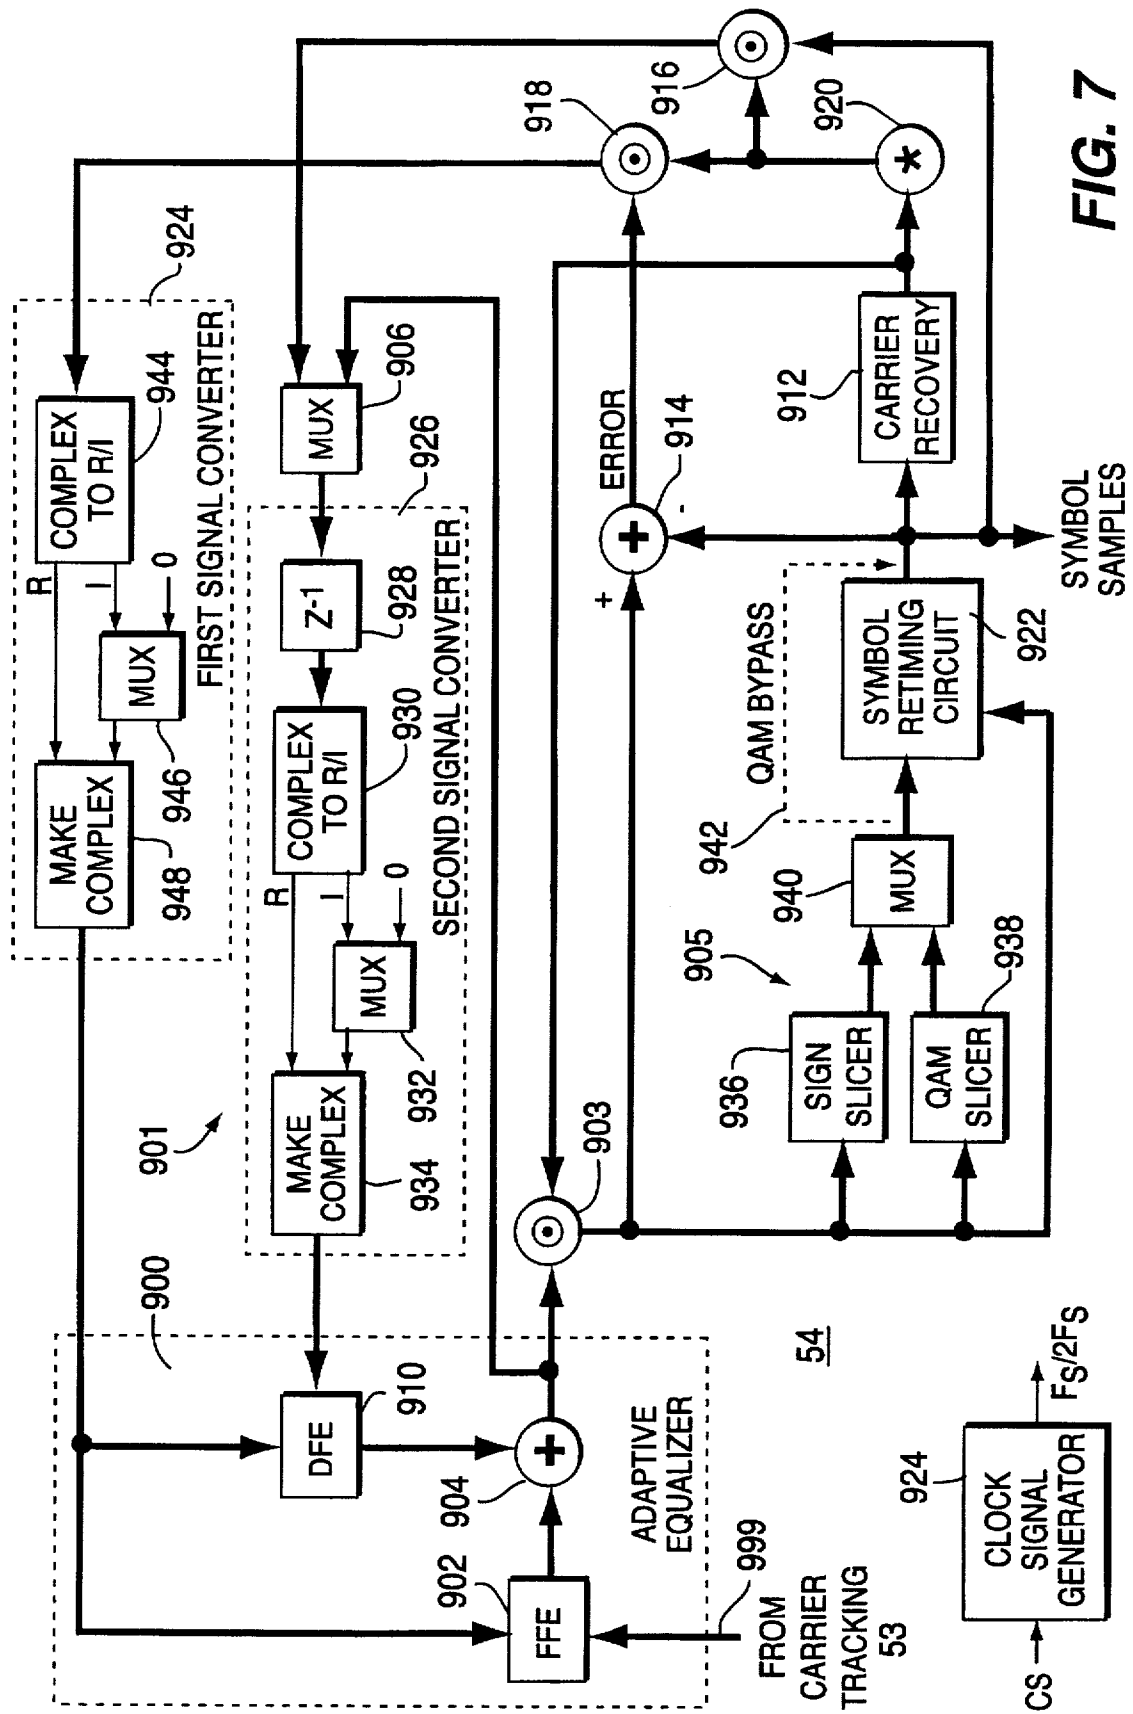 924
COMPLEX
TO R/I
944
R
I
0
MUX
946
MAKE
COMPLEX
948
FIRST SIGNAL CONVERTER
918
916
920
MUX
906
926
Z-1
928
COMPLEX
TO R/I
930
R
I
0
MUX
932
MAKE
COMPLEX
934
SECOND SIGNAL CONVERTER
901
900
DFE
910
+
904
FFE
902
ADAPTIVE
EQUALIZER
999
FROM
CARRIER
TRACKING
53
903
ERROR
+
+
-
914
*
CARRIER
RECOVERY
912
QAM BYPASS
942
SYMBOL
RETIMING
CIRCUIT
922
SYMBOL
SAMPLES
MUX
940
905
SIGN
SLICER
936
QAM
SLICER
938
54
CS
CLOCK
SIGNAL
GENERATOR
924
FS/2FS
FIG. 7